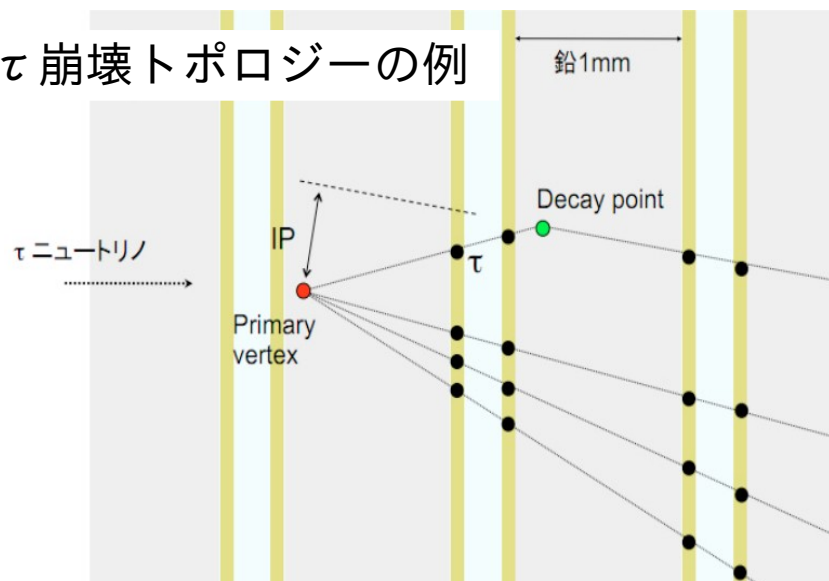 τ 崩壊トポロジーの例
鉛1mm
Decay point
IP
τ ニュートリノ
τ
Primary
vertex